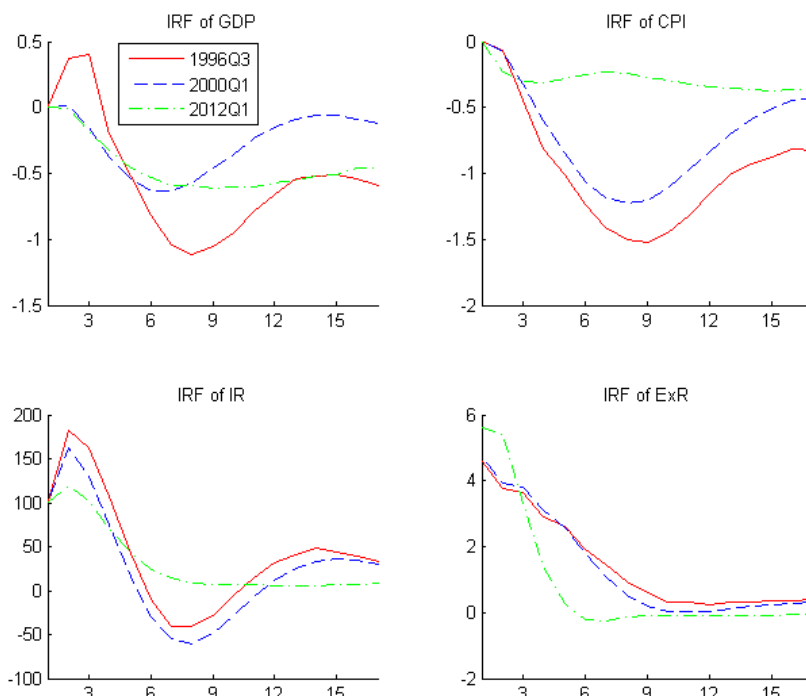 IRF of GDP
0.5
0
-0.5
-1
-1.5
3 6 9 12 15
1996Q3
2000Q1
2012Q1
IRF of CPI
0
-0.5
-1
-1.5
-2
3 6 9 12 15
IRF of IR
200
150
100
50
0
-50
-100
3 6 9 12 15
IRF of ExR
6
4
2
0
-2
3 6 9 12 15